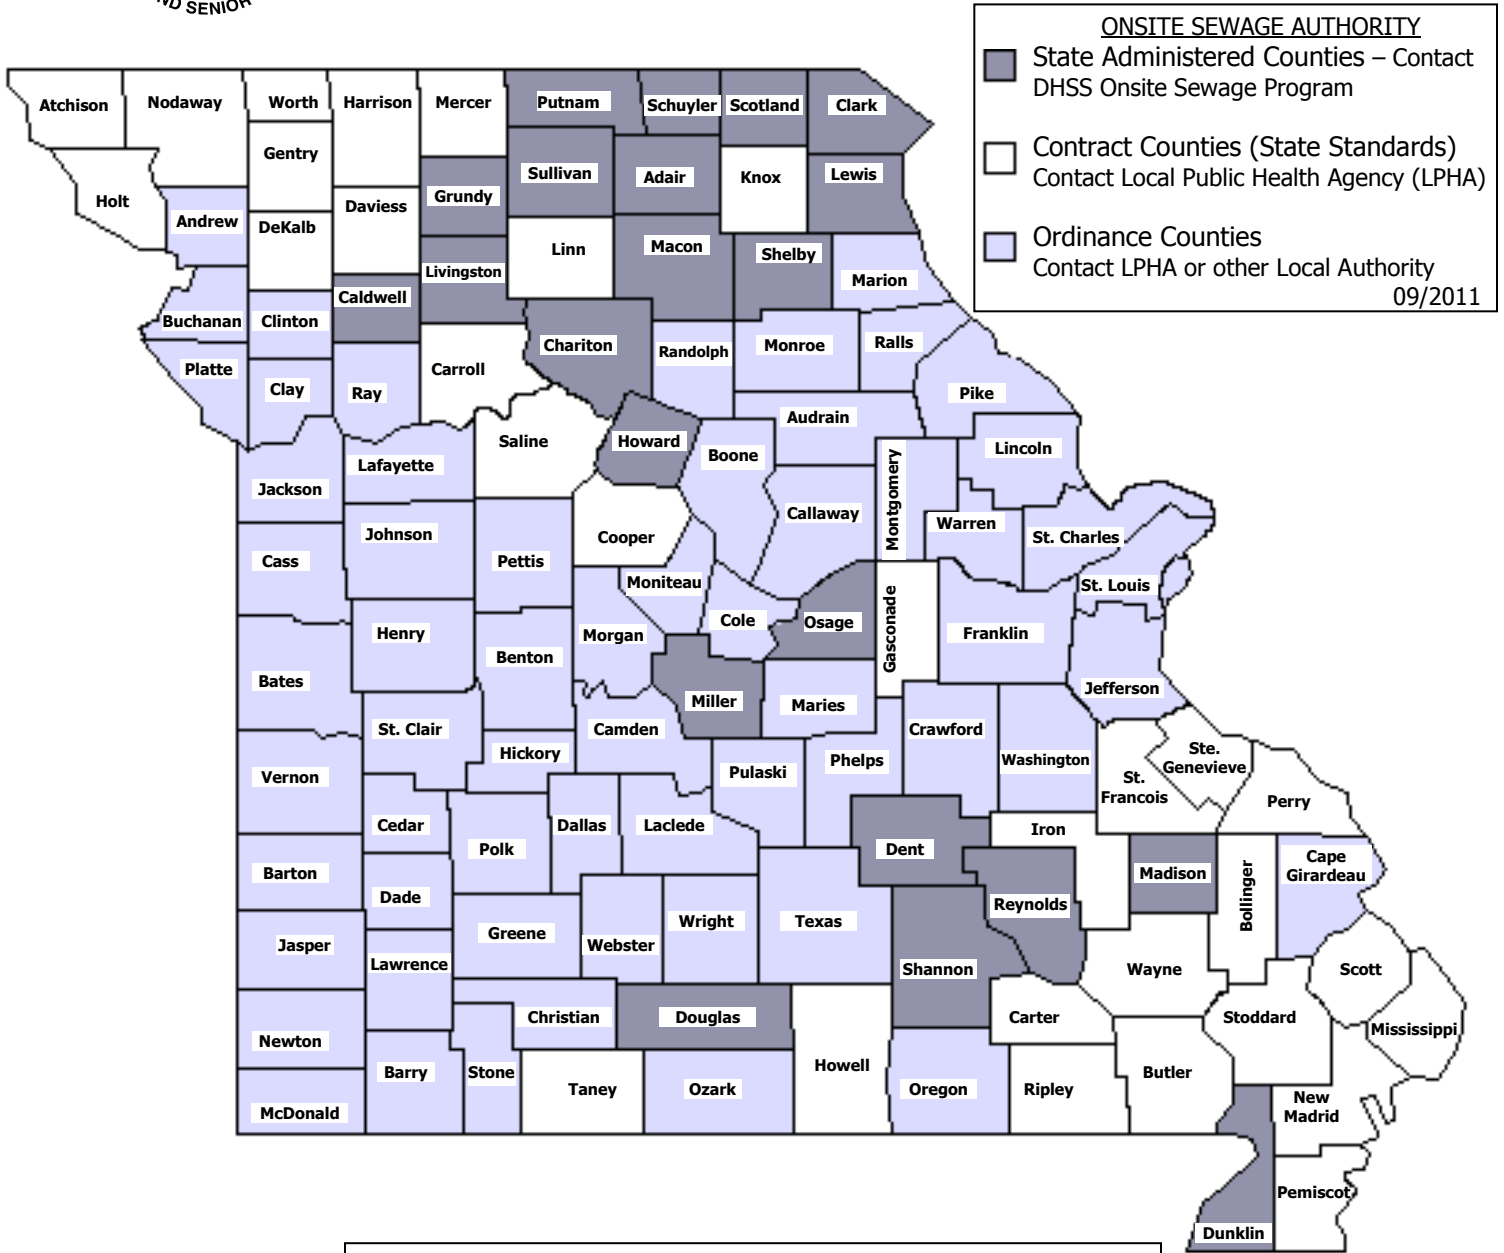 ND SENIOR
ONSITE SEWAGE AUTHORITY
State Administered Counties – Contact
DHSS Onsite Sewage Program
Contract Counties (State Standards)
Contact Local Public Health Agency (LPHA)
Ordinance Counties
Contact LPHA or other Local Authority
09/2011
Atchison
Nodaway
Worth
Harrison
Mercer
Putnam
Schuyler
Scotland
Clark
Gentry
Holt
Andrew
DeKalb
Daviess
Grundy
Sullivan
Adair
Knox
Lewis
Linn
Macon
Shelby
Marion
Livingston
Caldwell
Buchanan
Clinton
Chariton
Randolph
Monroe
Ralls
Platte
Clay
Ray
Carroll
Pike
Audrain
Saline
Howard
Boone
Lincoln
Lafayette
Jackson
Montgomery
Callaway
Warren
St. Charles
Johnson
Cooper
Cass
Pettis
Moniteau
St. Louis
Cole
Osage
Gasconade
Franklin
Henry
Morgan
Benton
Bates
Miller
Maries
Jefferson
St. Clair
Camden
Crawford
Hickory
Vernon
Pulaski
Phelps
Washington
Ste.
Genevieve
St.
Francois
Perry
Cedar
Polk
Dallas
Laclede
Dent
Iron
Barton
Madison
Cape
Girardeau
Dade
Reynolds
Bollinger
Jasper
Greene
Webster
Wright
Texas
Lawrence
Shannon
Wayne
Scott
Newton
Christian
Douglas
Carter
Stoddard
Mississippi
Barry
Stone
Howell
Butler
McDonald
Taney
Ozark
Oregon
Ripley
New
Madrid
Pemiscot
Dunklin